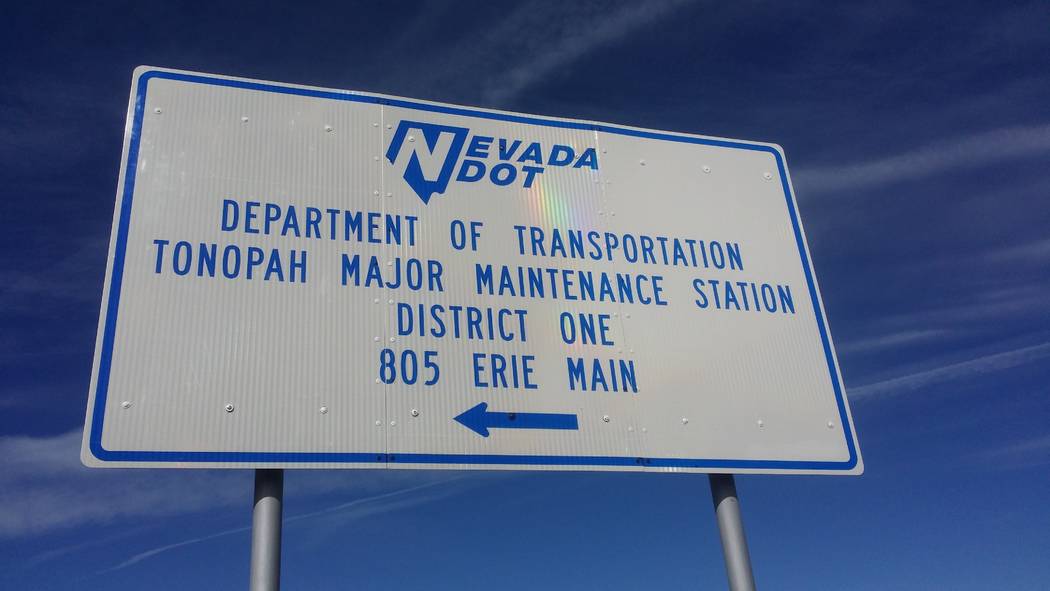 NEVADA
DOT
DEPARTMENT OF TRANSPORTATION
TONOPAH MAJOR MAINTENANCE STATION
DISTRICT ONE
805 ERIE MAIN